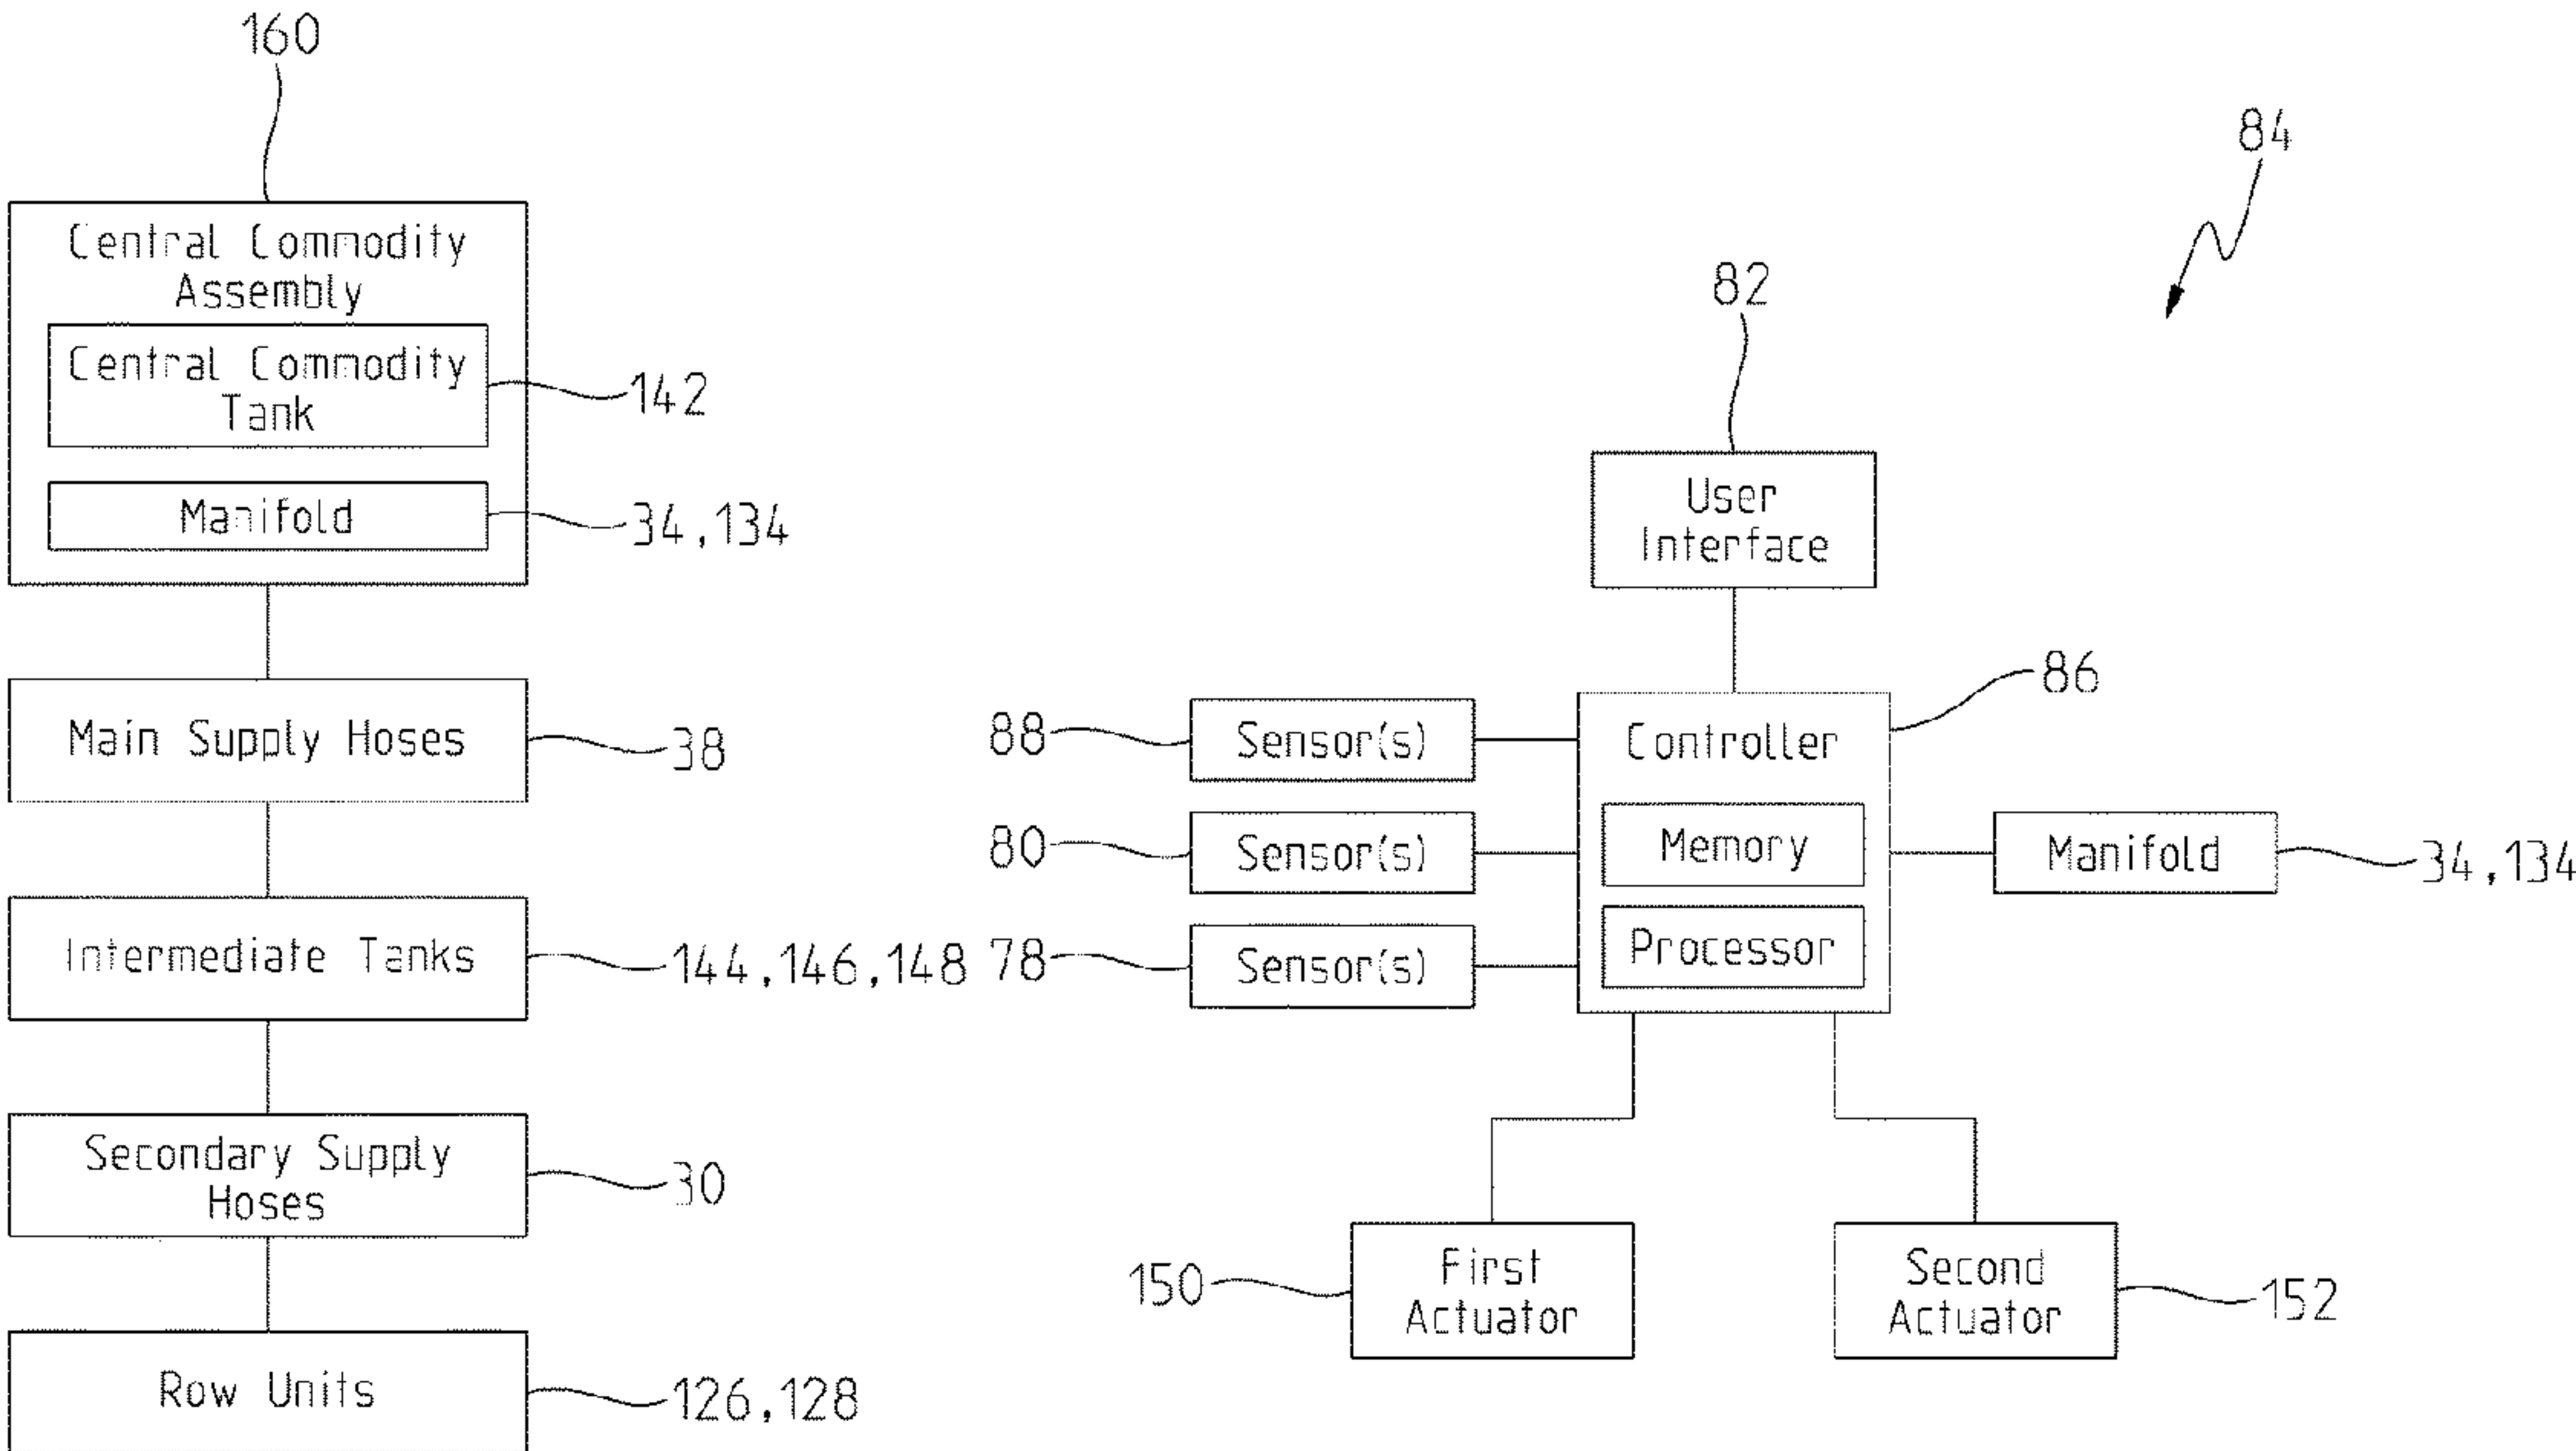 160
Central Commodity
Assembly
Central Commodity
Tank
142
Manifold
34,134
Main Supply Hoses
38
Intermediate Tanks
144,146,148
Secondary Supply
Hoses
30
Row Units
126,128
84
82
User
Interface
86
88
Sensor(s)
Controller
80
Sensor(s)
Memory
Manifold
34,134
78
Sensor(s)
Processor
150
First
Actuator
Second
Actuator
152